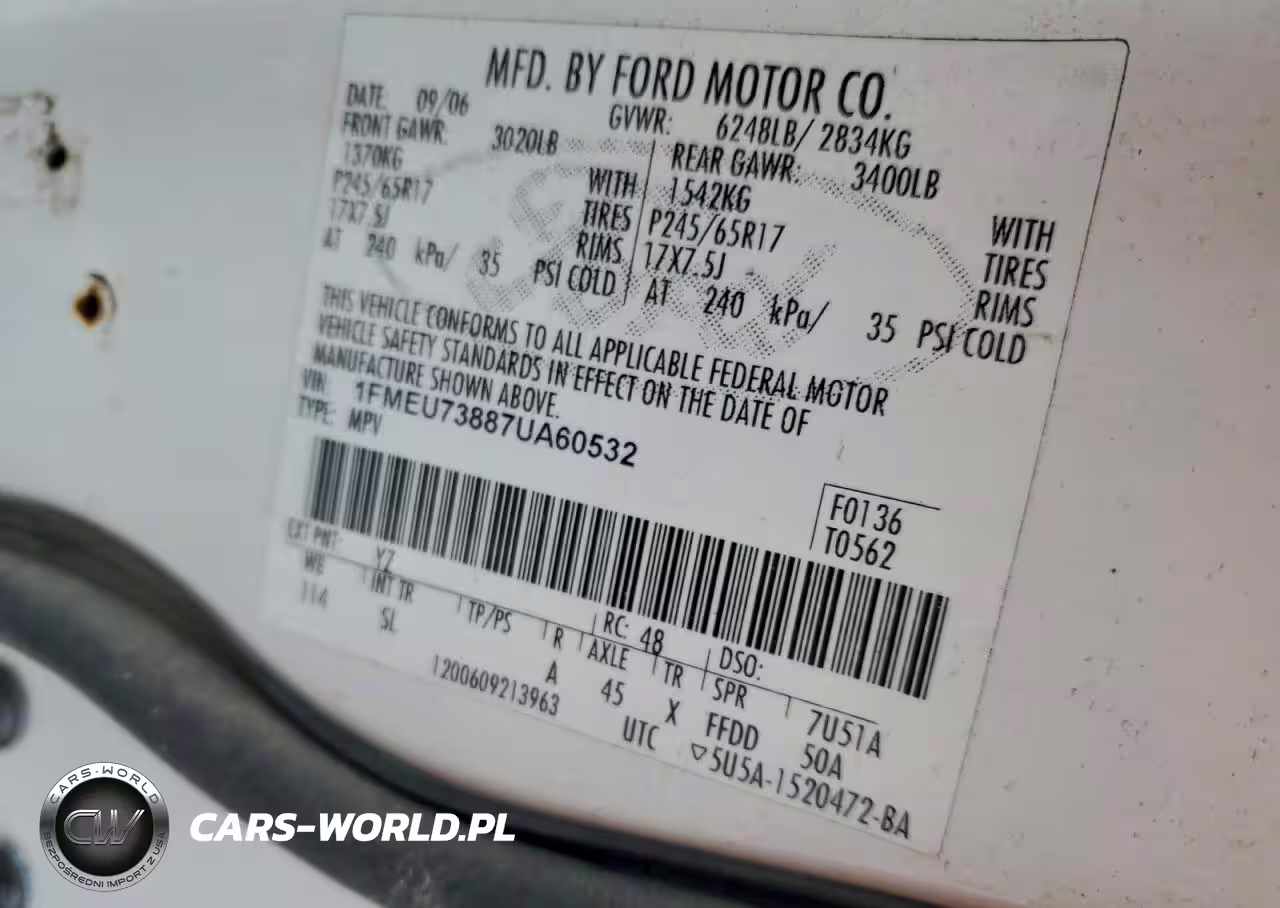 MFD. BY FORD MOTOR CO.
DATE: 09/06 GVWR: 6248LB/ 2834KG
FRONT GAWR: 3020LB REAR GAWR: 3400LB
1370KG WITH 1542KG WITH
P245/65R17 TIRES P245/65R17 TIRES
17X7.5J RIMS 17X7.5J RIMS
AT 240 kPa/ 35 PSI COLD AT 240 kPa/ 35 PSI COLD
THIS VEHICLE CONFORMS TO ALL APPLICABLE FEDERAL MOTOR
VEHICLE SAFETY STANDARDS IN EFFECT ON THE DATE OF
MANUFACTURE SHOWN ABOVE.
VIN: 1FMEU73887UA60532
TYPE: MPV
F0136
T0562
EXT PNT: YZ RC: 48 DSO:
WB INT TR TP/PS R AXLE TR SPR 7U51A
114 SL A 45 X FFDD 50A
1200609213963 UTC ▽5U5A-1520472-BA
CARS-WORLD
CW
BEZPOŚREDNI IMPORT Z USA
CARS-WORLD.PL